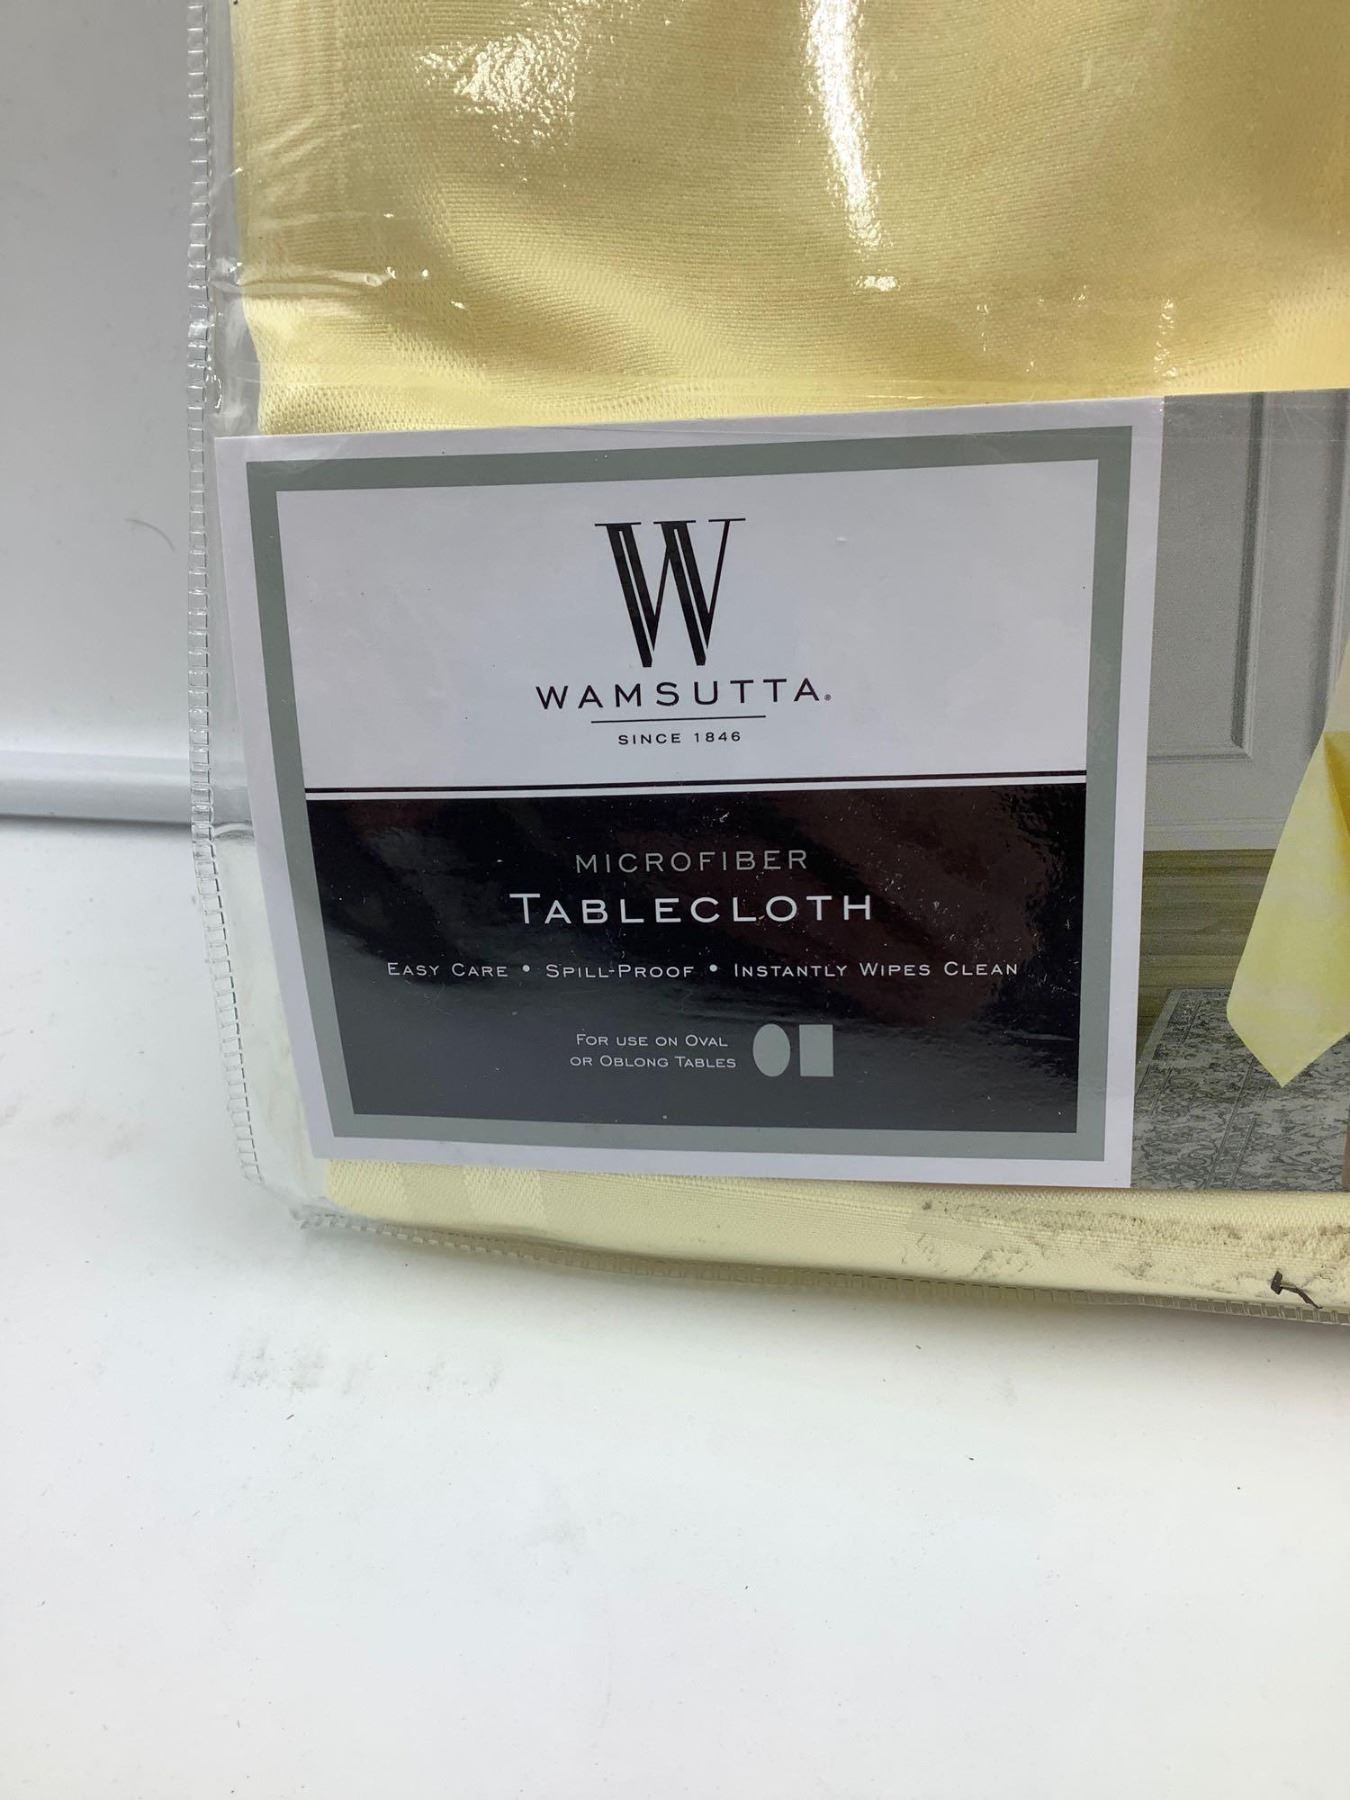 W
WAMSUTTA®
SINCE 1846
MICROFIBER
TABLECLOTH
EASY CARE • SPILL-PROOF • INSTANTLY WIPES CLEAN
FOR USE ON OVAL
OR OBLONG TABLES